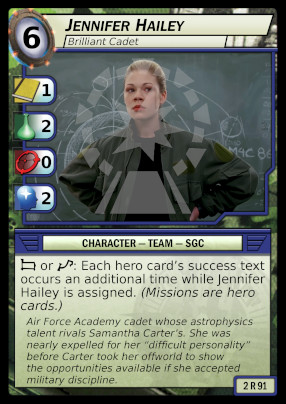 6
JENNIFER HAILEY
Brilliant Cadet
1
2
0
2
CHARACTER – TEAM – SGC
or : Each hero card's success text
occurs an additional time while Jennifer
Hailey is assigned. (Missions are hero
cards.)
Air Force Academy cadet whose astrophysics
talent rivals Samantha Carter's. She was
nearly expelled for her "difficult personality"
before Carter took her offworld to show
the opportunities available if she accepted
military discipline.
2 R 91